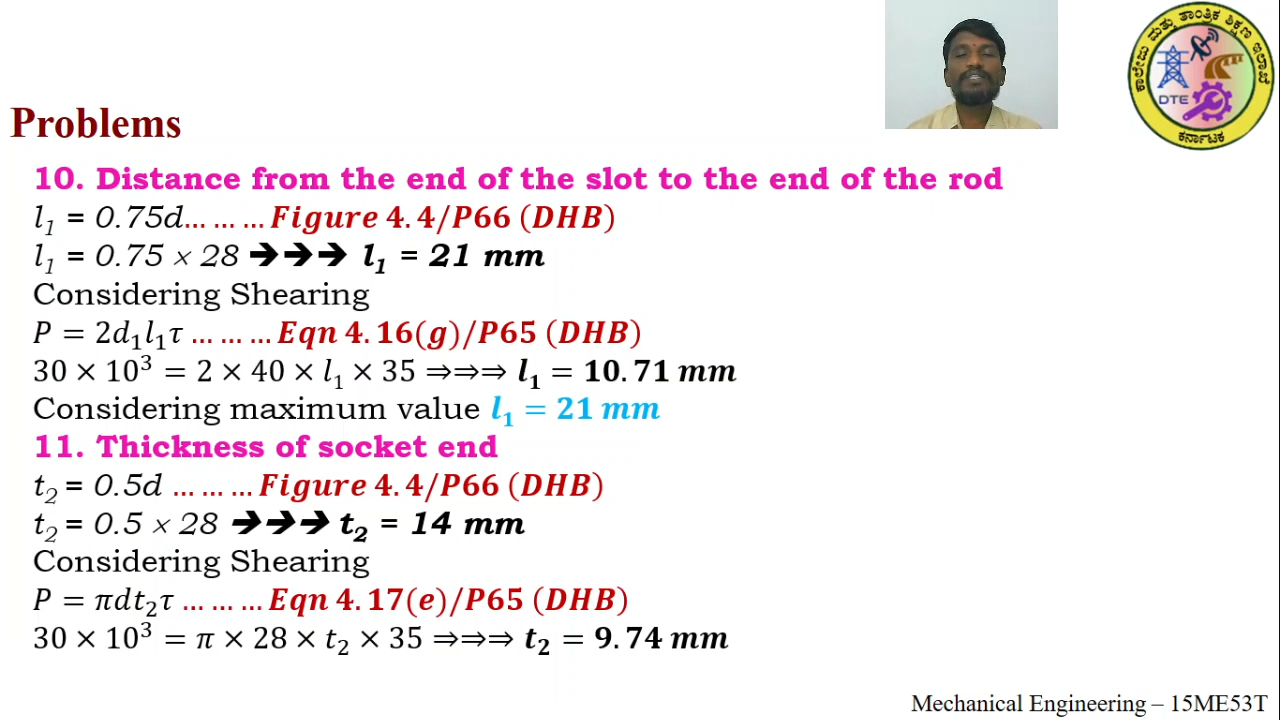 ಕಾಲೇಜು ಮತ್ತು ತಾಂತ್ರಿಕ ಶಿಕ್ಷಣ ಇಲಾಖೆ
DTE
ಕರ್ನಾಟಕ
Problems
10. Distance from the end of the slot to the end of the rod
l₁ = 0.75d… … … Figure 4.4/P66 (DHB)
l₁ = 0.75 × 28 ➔➔➔ l₁ = 21 mm
Considering Shearing
P = 2d₁l₁τ … … … Eqn 4.16(g)/P65 (DHB)
30 × 10³ = 2 × 40 × l₁ × 35 ⇒⇒⇒ l₁ = 10.71 mm
Considering maximum value l₁ = 21 mm
11. Thickness of socket end
t₂ = 0.5d … … … Figure 4.4/P66 (DHB)
t₂ = 0.5 × 28 ➔➔➔ t₂ = 14 mm
Considering Shearing
P = πdt₂τ … … … Eqn 4.17(e)/P65 (DHB)
30 × 10³ = π × 28 × t₂ × 35 ⇒⇒⇒ t₂ = 9.74 mm
Mechanical Engineering – 15ME53T